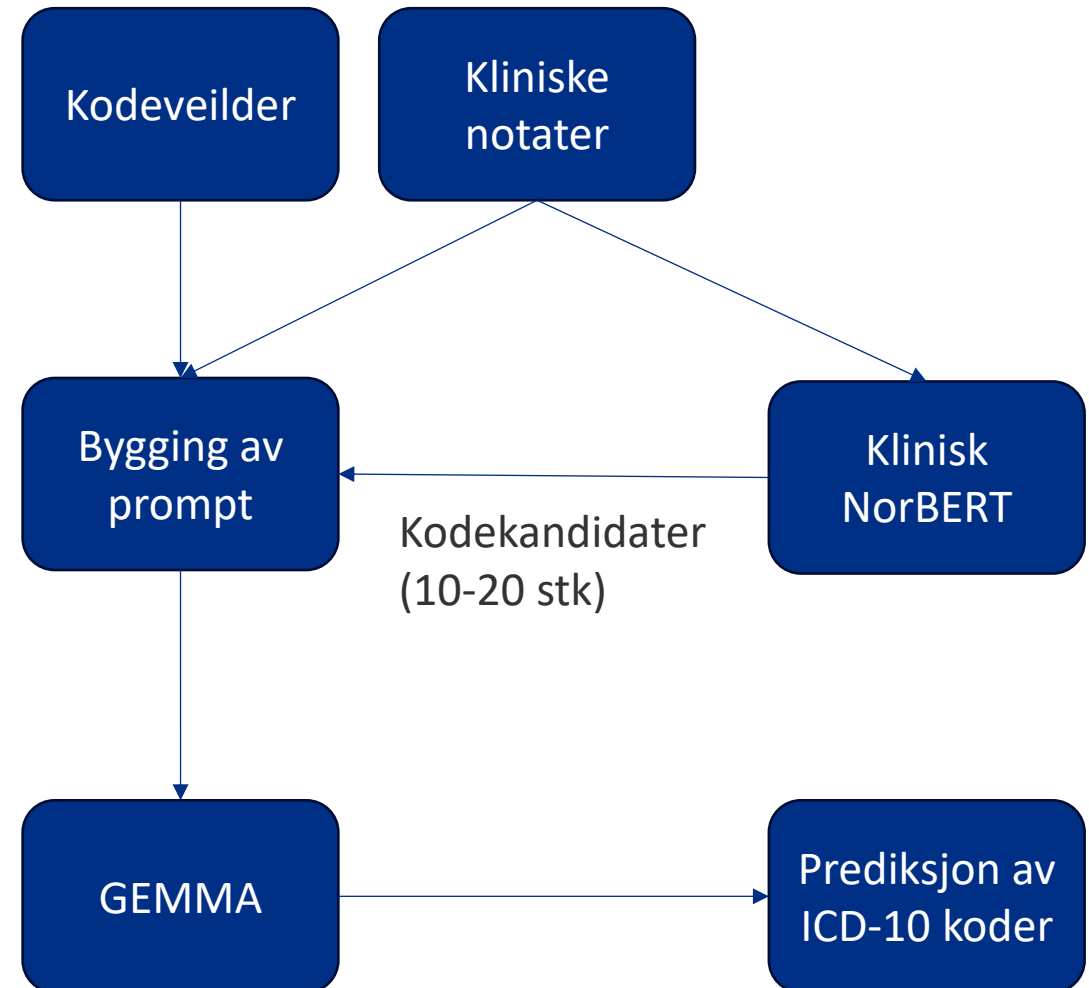 Kodeveilder
Kliniske
notater
Bygging av
prompt
Kodekandidater
(10-20 stk)
Klinisk
NorBERT
GEMMA
Prediksjon av
ICD-10 koder